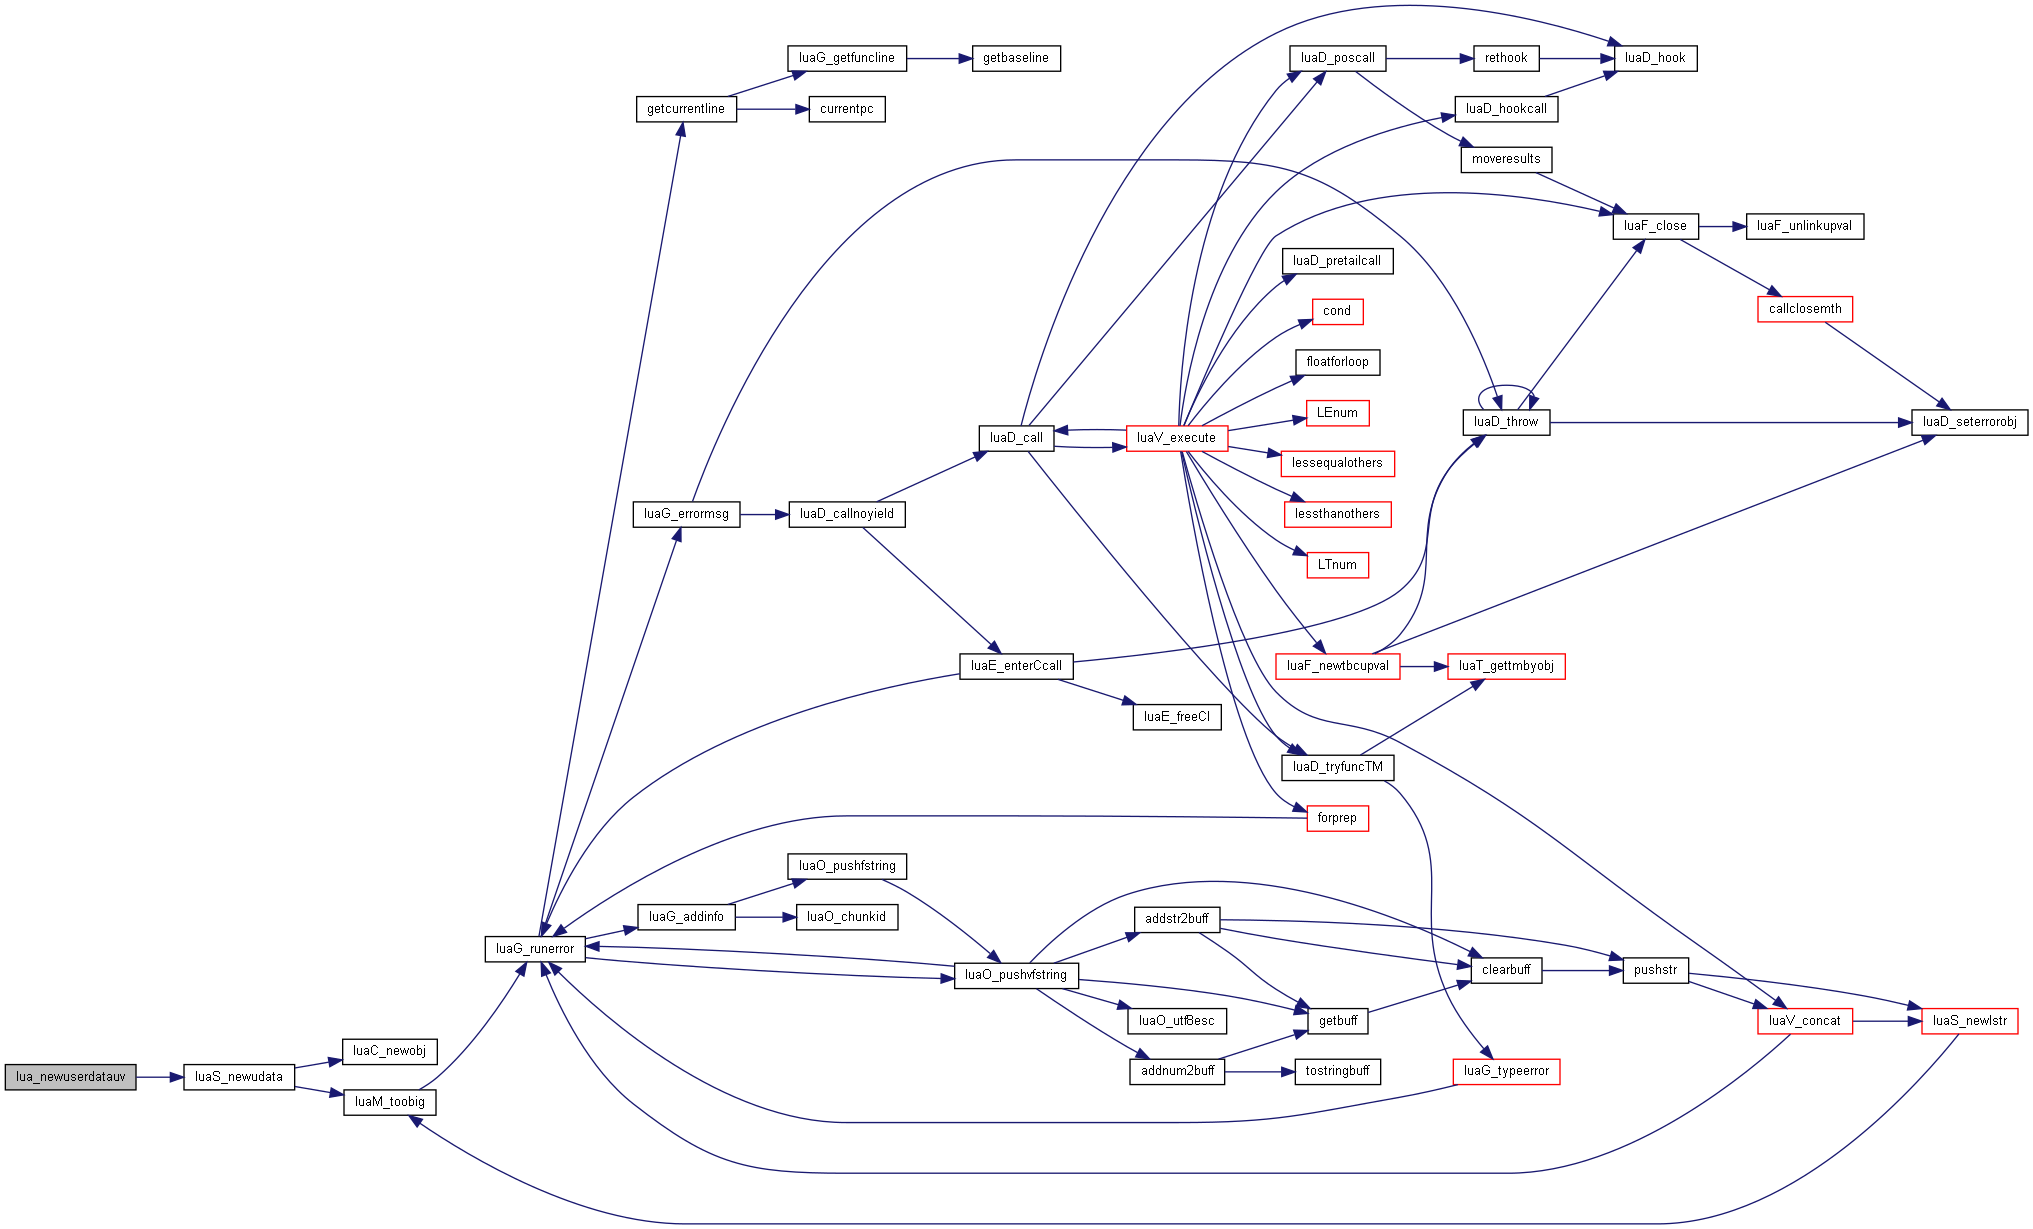 luaG_getfuncline
getbaseline
luaD_poscall
rethook
luaD_hook
getcurrentline
currentpc
luaD_hookcall
moveresults
luaF_close
luaF_unlinkupval
luaD_pretailcall
cond
callclosemth
floatforloop
LEnum
luaD_throw
luaD_seterrorobj
luaD_call
luaV_execute
lessequalothers
luaG_errormsg
luaD_callnoyield
lessthanothers
LTnum
luaE_enterCcall
luaF_newtbcupval
luaT_gettmbyobj
luaE_freeCI
luaD_tryfuncTM
forprep
luaO_pushfstring
luaG_addinfo
luaO_chunkid
addstr2buff
luaG_runerror
luaO_pushvfstring
clearbuff
pushstr
luaO_utf8esc
getbuff
luaV_concat
luaS_newlstr
luaC_newobj
lua_newuserdatauv
luaS_newudata
addnum2buff
tostringbuff
luaG_typeerror
luaM_toobig